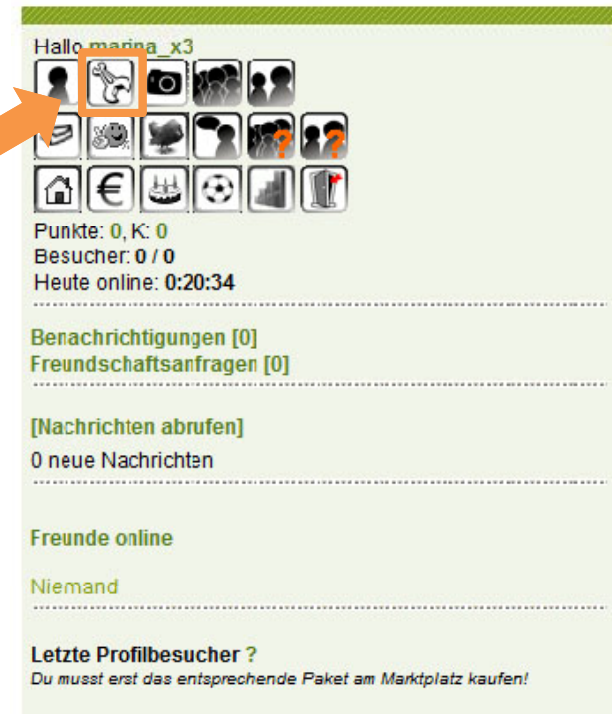 Hallo marina_x3
€
? ?
Punkte: 0, K: 0
Besucher: 0 / 0
Heute online: 0:20:34
Benachrichtigungen [0]
Freundschaftsanfragen [0]
[Nachrichten abrufen]
0 neue Nachrichten
Freunde online
Niemand
Letzte Profilbesucher ?
Du musst erst das entsprechende Paket am Marktplatz kaufen!